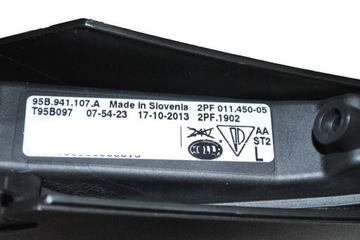 95B.941.107.A Made in Slovenia 2PF 011.450-05
T95B097 07-54-23 17-10-2013 2PF.1902
24V AA
HELLA ST2
L